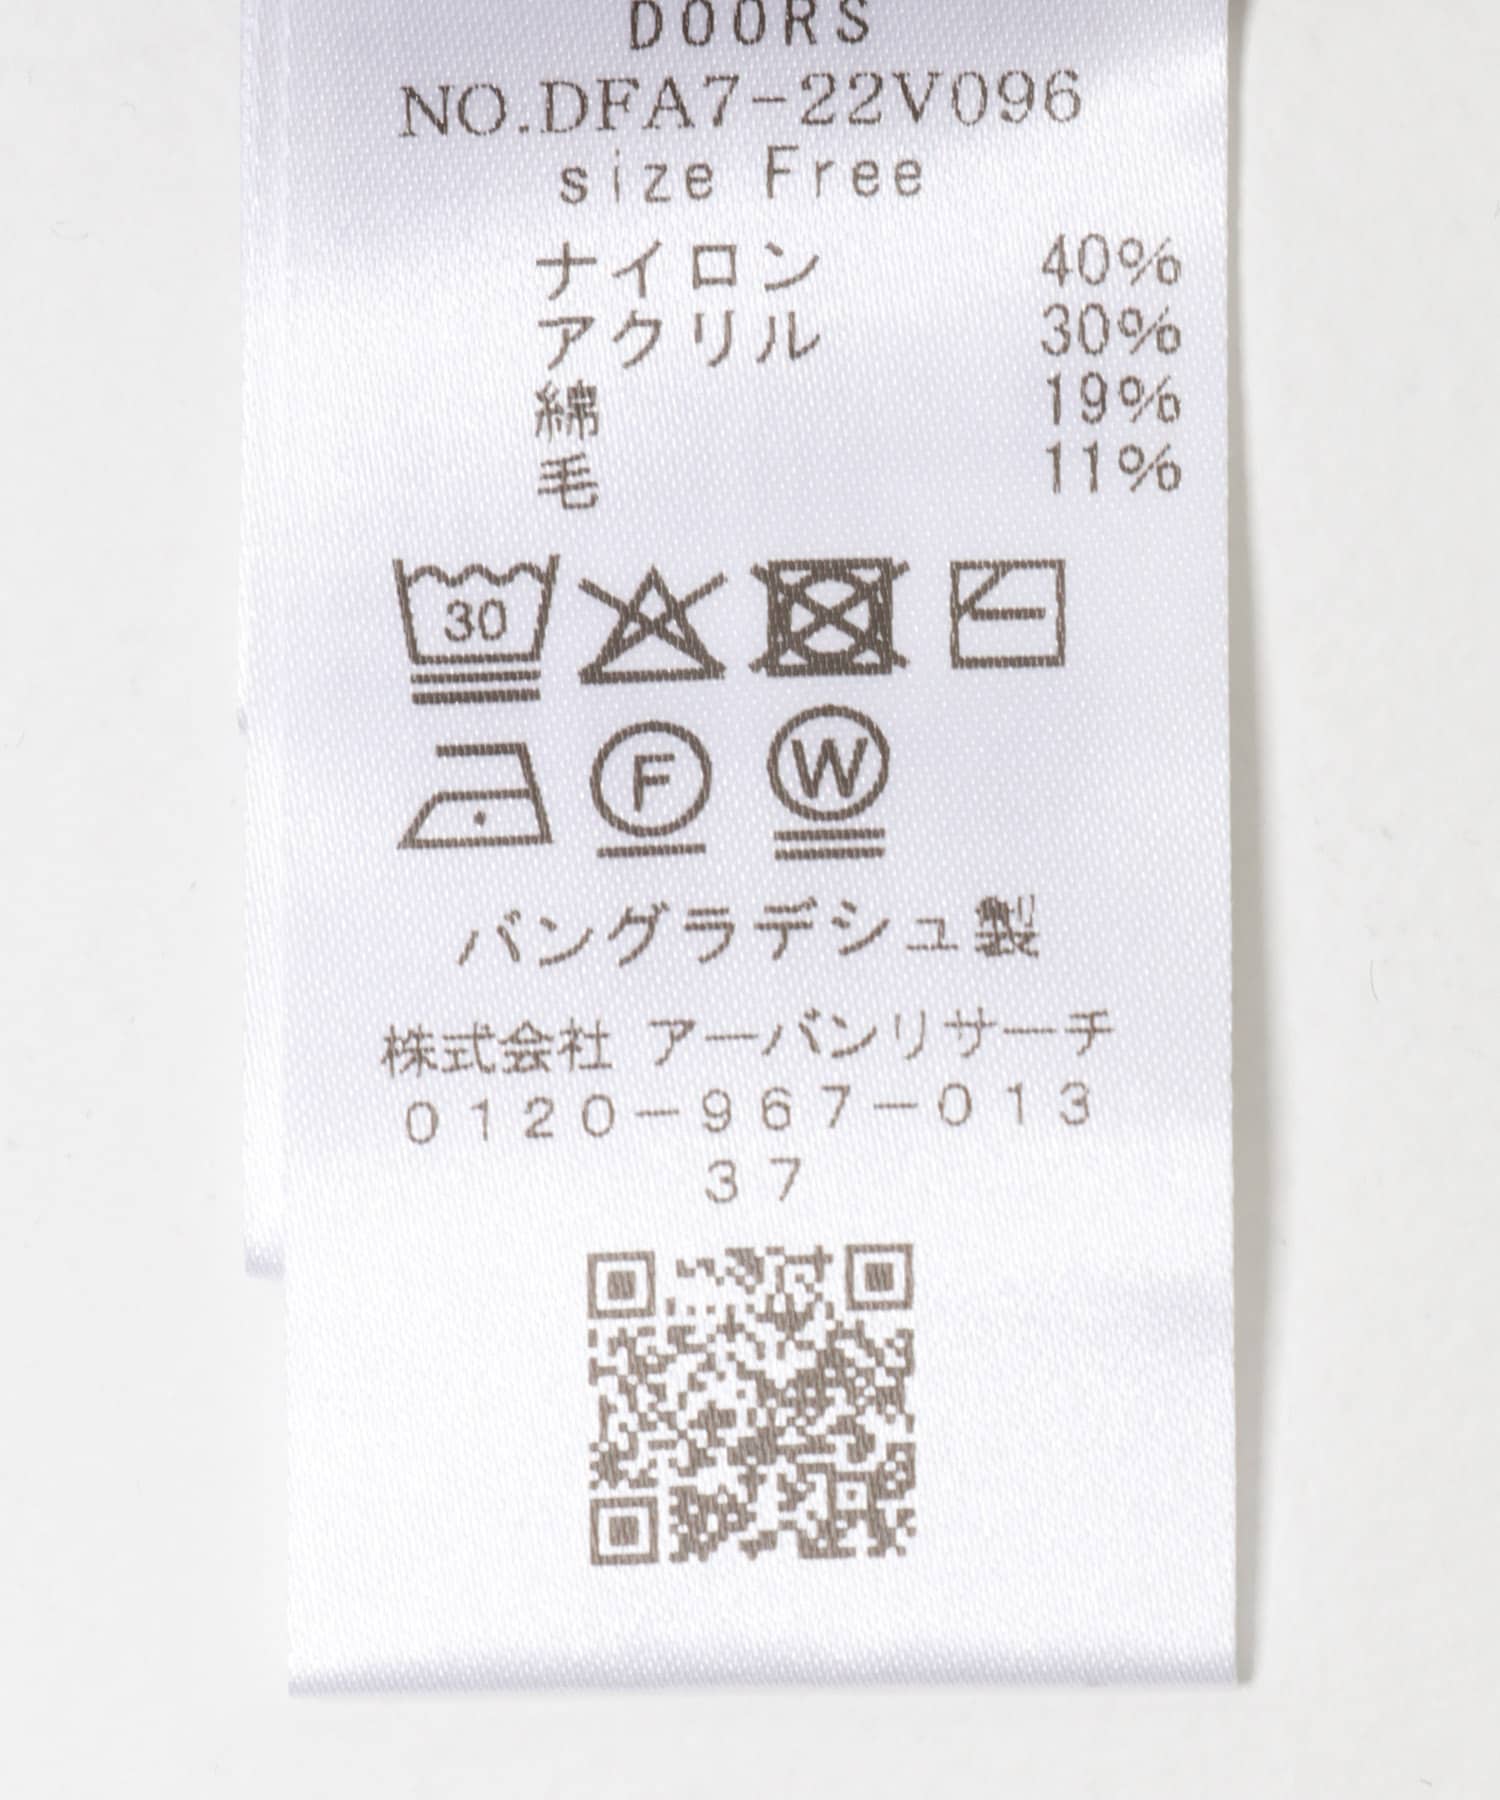 DOORS
NO.DFA7-22V096
size Free
ナイロン 40%
アクリル 30%
綿 19%
毛 11%
30
F W
バングラデシュ製
株式会社 アーバンリサーチ
0120-967-013
37